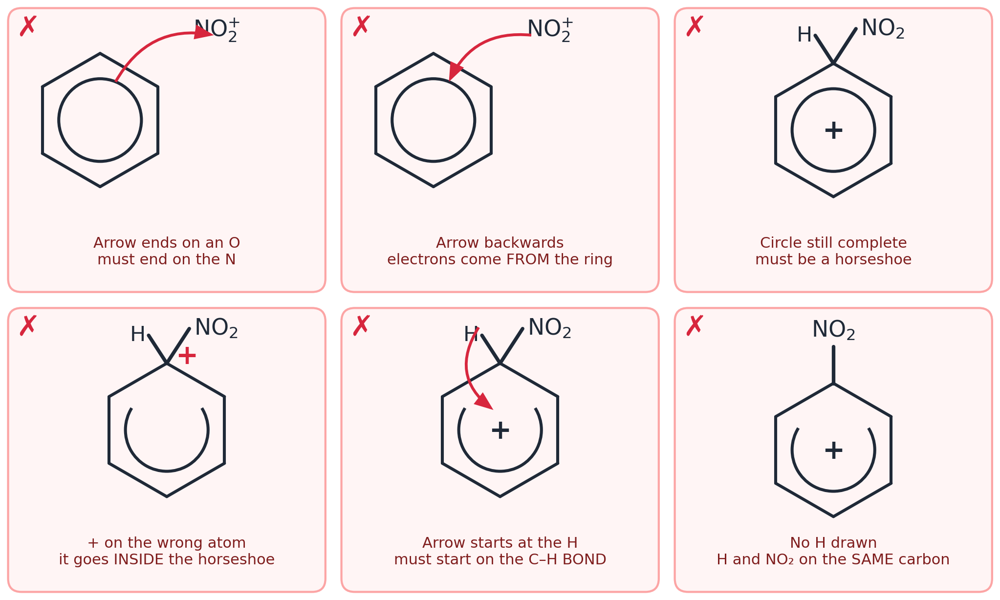 ✗ NO₂⁺
Arrow ends on an O
must end on the N
✗ NO₂⁺
Arrow backwards
electrons come FROM the ring
✗ H NO₂
+
Circle still complete
must be a horseshoe
✗ H NO₂
+
+ on the wrong atom
it goes INSIDE the horseshoe
✗ H NO₂
+
Arrow starts at the H
must start on the C–H BOND
✗ NO₂
+
No H drawn
H and NO₂ on the SAME carbon